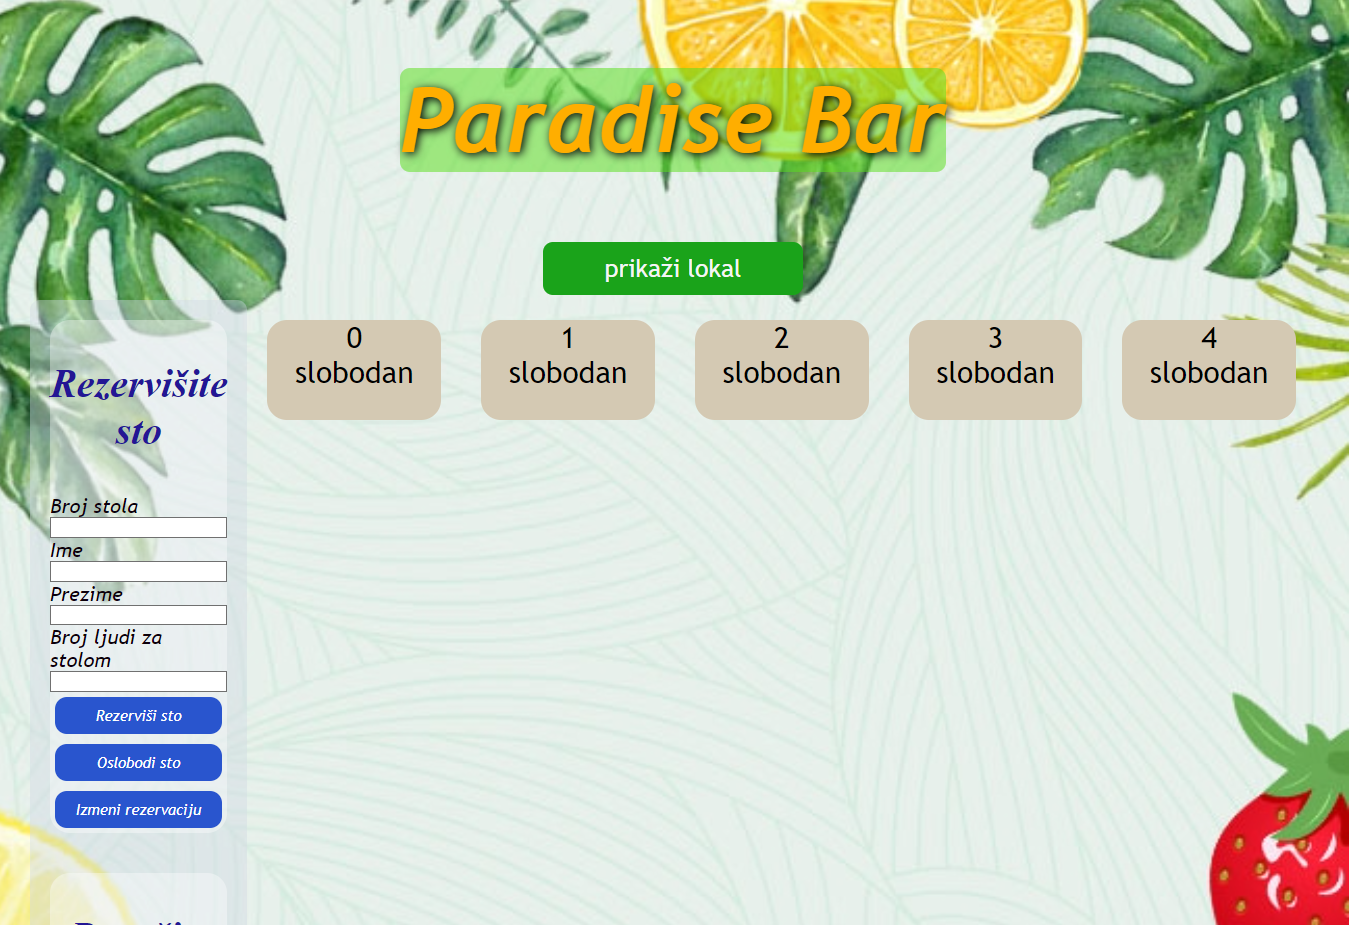 Paradise Bar
prikaži lokal
0
slobodan
1
slobodan
2
slobodan
3
slobodan
4
slobodan
Rezervišite
sto
Broj stola
Ime
Prezime
Broj ljudi za
stolom
Rezerviši sto
Oslobodi sto
Izmeni rezervaciju